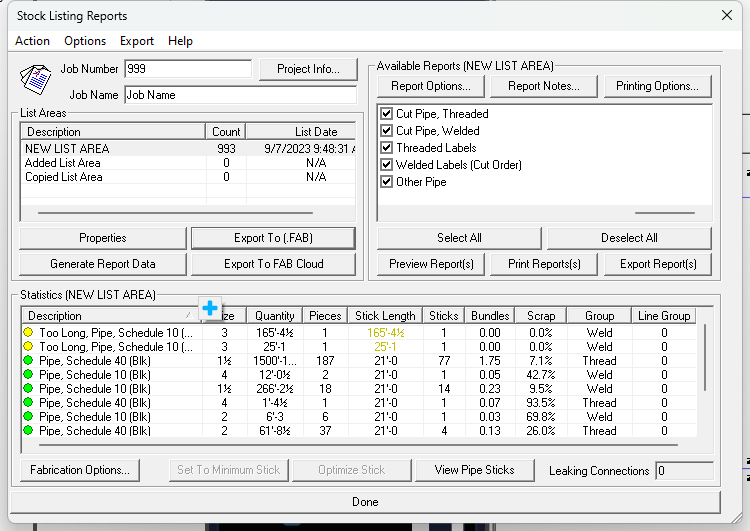 Stock Listing Reports
Action Options Export Help
Job Number 999 Project Info...
Job Name Job Name
List Areas
Description Count List Date
NEW LIST AREA 993 9/7/2023 9:48:31
Added List Area 0 N/A
Copied List Area 0 N/A
Properties Export To (.FAB)
Generate Report Data Export To FAB Cloud
Available Reports (NEW LIST AREA)
Report Options... Report Notes... Printing Options...
Cut Pipe, Threaded
Cut Pipe, Welded
Threaded Labels
Welded Labels (Cut Order)
Other Pipe
Select All Deselect All
Preview Report(s) Print Reports(s) Export Report(s)
Statistics (NEW LIST AREA)
Description ize Quantity Pieces Stick Length Sticks Bundles Scrap Group Line Group
Too Long, Pipe, Schedule 10 (... 3 165'-4½ 1 165'-4½ 1 0.00 0.0% Weld 0
Too Long, Pipe, Schedule 10 (... 3 25'-1 1 25'-1 1 0.00 0.0% Weld 0
Pipe, Schedule 40 (Blk) 1½ 1500'-1... 187 21'-0 77 1.75 7.1% Thread 0
Pipe, Schedule 10 (Blk) 4 12'-0½ 2 21'-0 1 0.05 42.7% Weld 0
Pipe, Schedule 10 (Blk) 1½ 266'-2½ 18 21'-0 14 0.23 9.5% Weld 0
Pipe, Schedule 40 (Blk) 4 1'-4½ 1 21'-0 1 0.07 93.5% Thread 0
Pipe, Schedule 10 (Blk) 2 6'-3 6 21'-0 1 0.03 69.8% Weld 0
Pipe, Schedule 40 (Blk) 2 61'-8½ 37 21'-0 4 0.13 26.0% Thread 0
Fabrication Options... Set To Minimum Stick Optimize Stick View Pipe Sticks Leaking Connections 0
Done